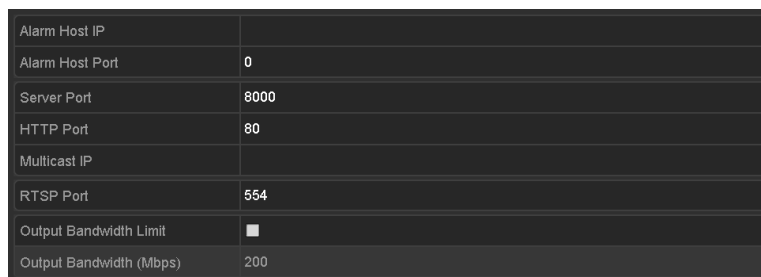 Alarm Host IP
Alarm Host Port 0
Server Port 8000
HTTP Port 80
Multicast IP
RTSP Port 554
Output Bandwidth Limit
Output Bandwidth (Mbps) 200